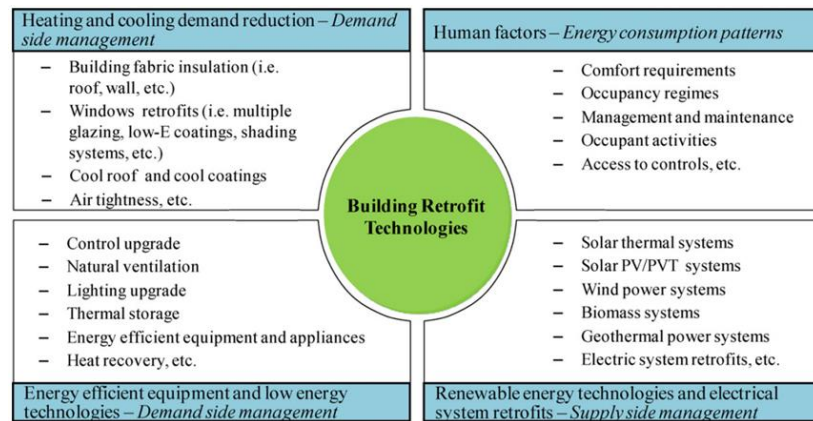 Heating and cooling demand reduction – Demand
side management
– Building fabric insulation (i.e.
roof, wall, etc.)
– Windows retrofits (i.e. multiple
glazing, low-E coatings, shading
systems, etc.)
– Cool roof and cool coatings
– Air tightness, etc.
Human factors – Energy consumption patterns
– Comfort requirements
– Occupancy regimes
– Management and maintenance
– Occupant activities
– Access to controls, etc.
Building Retrofit
Technologies
– Control upgrade
– Natural ventilation
– Lighting upgrade
– Thermal storage
– Energy efficient equipment and appliances
– Heat recovery, etc.
Energy efficient equipment and low energy
technologies – Demand side management
– Solar thermal systems
– Solar PV/PVT systems
– Wind power systems
– Biomass systems
– Geothermal power systems
– Electric system retrofits, etc.
Renewable energy technologies and electrical
system retrofits – Supply side management